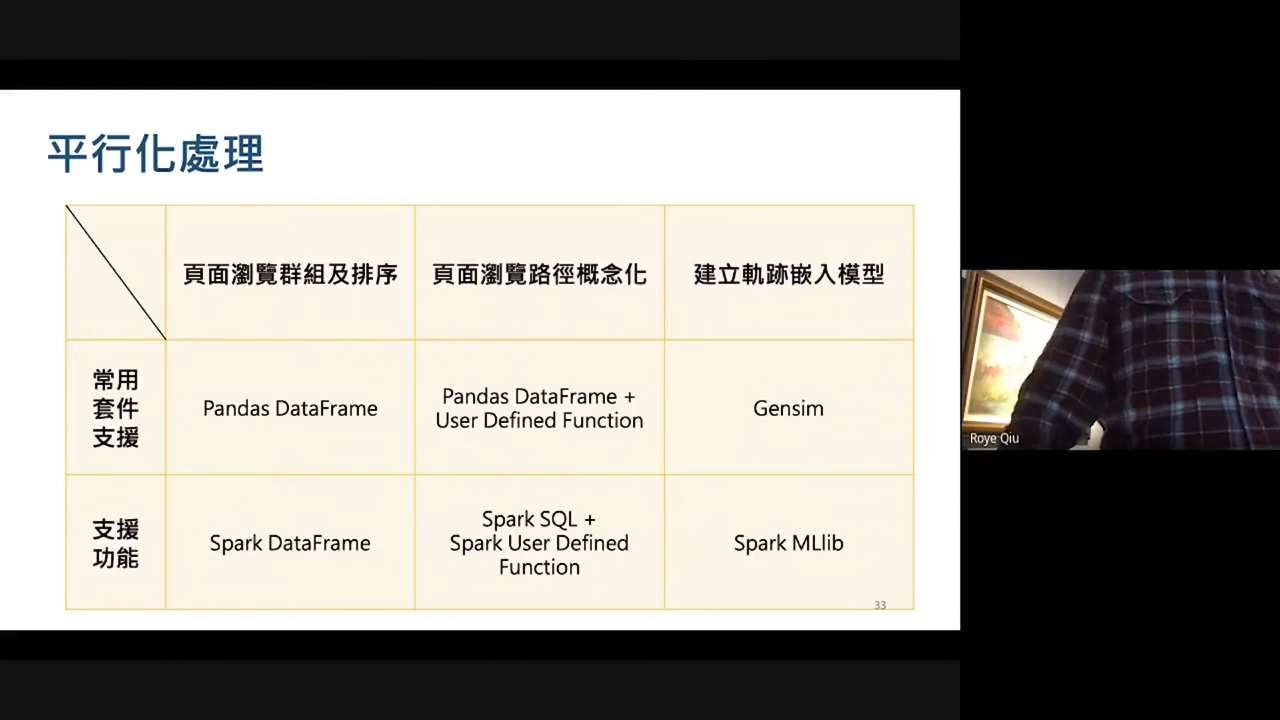 平行化處理
頁面瀏覽群組及排序
頁面瀏覽路徑概念化
建立軌跡嵌入模型
常用
套件
支援
Pandas DataFrame
Pandas DataFrame +
User Defined Function
Gensim
支援
功能
Spark DataFrame
Spark SQL +
Spark User Defined
Function
Spark MLlib
33
Roye Qiu